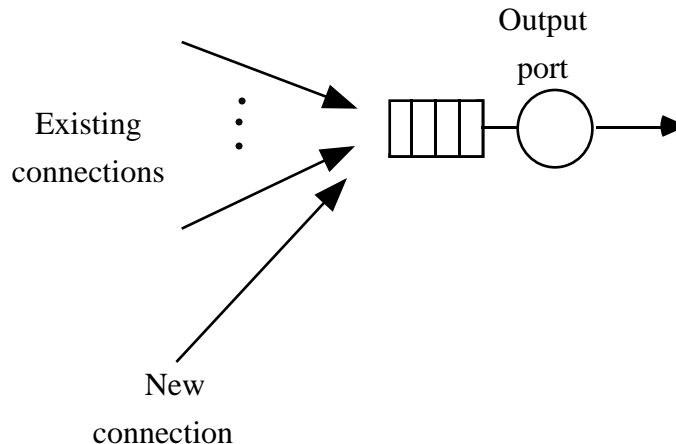 Output
port
Existing
connections
New
connection